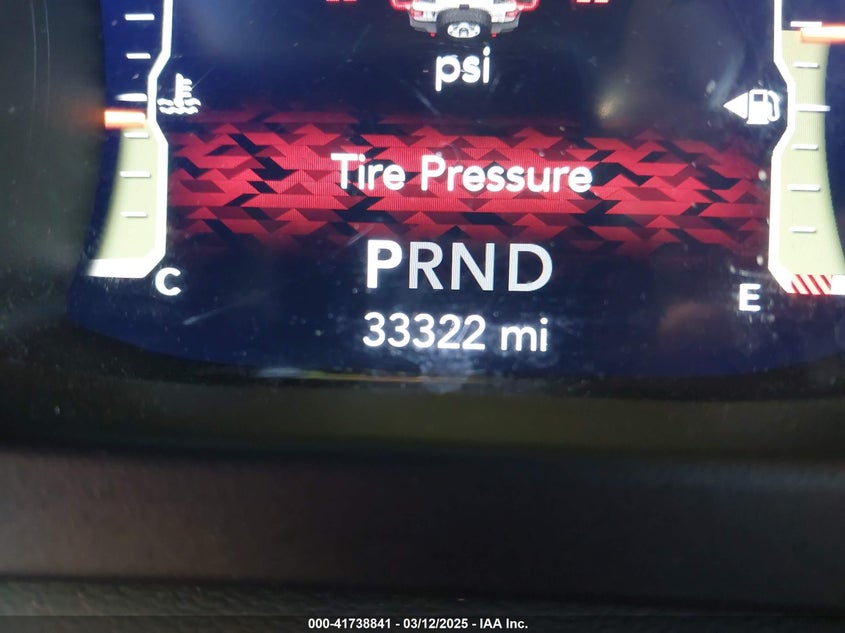 psi
Tire Pressure
PRND
C
E
33322 mi
000-41738841 - 03/12/2025 - IAA Inc.